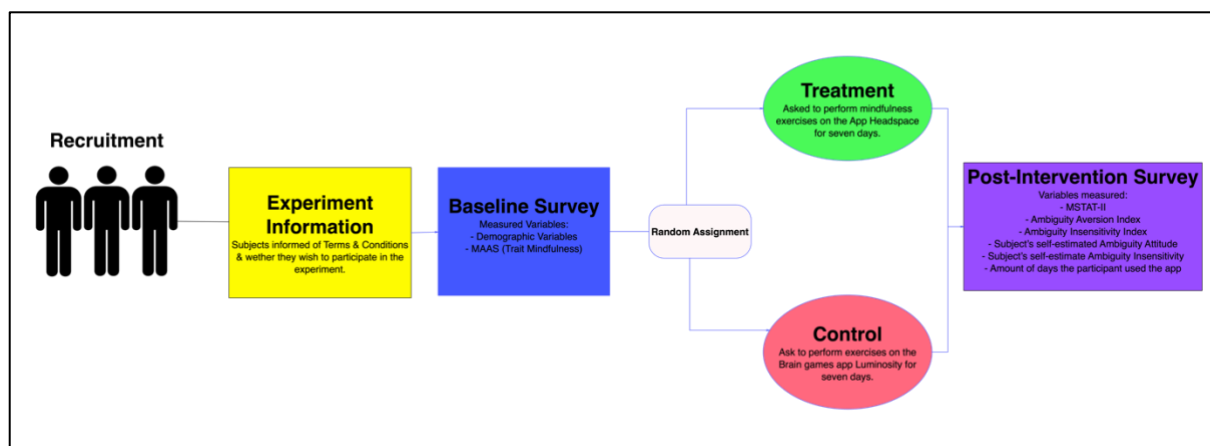 Recruitment
Experiment
Information
Subjects informed of Terms & Conditions
& wether they wish to participate in the
experiment.
Baseline Survey
Measured Variables:
- Demographic Variables
- MAAS (Trait Mindfulness)
Random Assignment
Treatment
Asked to perform mindfulness
exercises on the App Headspace
for seven days.
Control
Ask to perform exercises on the
Brain games app Luminosity for
seven days.
Post-Intervention Survey
Variables measured:
- MSTAT-II
- Ambiguity Aversion Index
- Ambiguity Insensitivity Index
- Subject's self-estimated Ambiguity Attitude
- Subject's self-estimate Ambiguity Insensitivity
- Amount of days the participant used the app